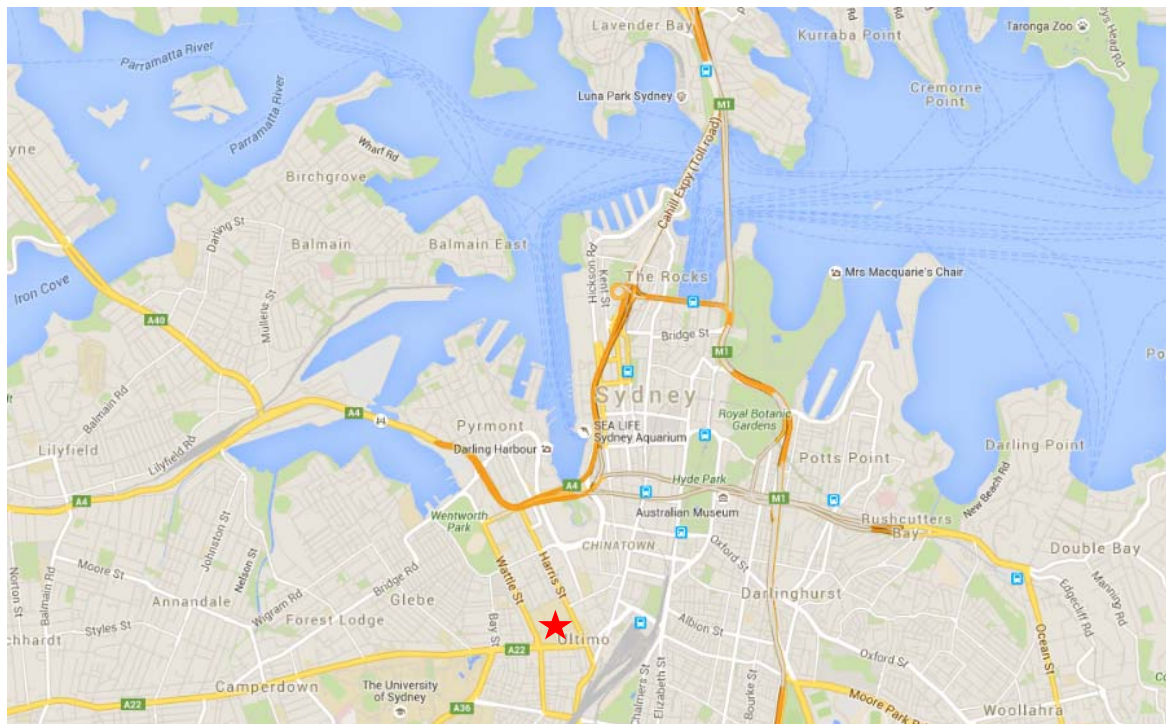 Lavender Bay
Kurraba Point
Taronga Zoo
ys Head Rd
Parramatta River
Parramatta River
Luna Park Sydney
M1
Cremorne
Point
yne
Wharf Rd
Birchgrove
Cahill Expy (Toll road)
Darling St
Balmain
Balmain East
Hickson Rd
Kent St
The Rocks
Mrs Macquarie's Chair
Iron Cove
Mullens St
A40
Bridge St
M1
Po
Sydney
Balmain Rd
A4
Pyrmont
SEA LIFE
Sydney Aquarium
Royal Botanic
Gardens
Darling Point
Lilyfield
Lilyfield Rd
Darling Harbour
Potts Point
New Beach Rd
A4
A4
Hyde Park
M1
Wentworth
Park
Australian Museum
Rushcutters
Bay
Johnston St
Nelson St
CHINATOWN
Oxford St
Double Bay
Norton St
Balmain Rd
Moore St
Annandale
Wigram Rd
Bridge Rd
Glebe
Wattle St
Harris St
Darlinghurst
Edgecliff Rd
Manning Rd
chhardt
Styles St
Forest Lodge
Bay St
Ultimo
Albion St
A22
Oxford St
Ocean St
Camperdown
The University
of Sydney
A22
A36
Chalmers St
Elizabeth St
Bourke St
Moore Park Rd
Woollahra